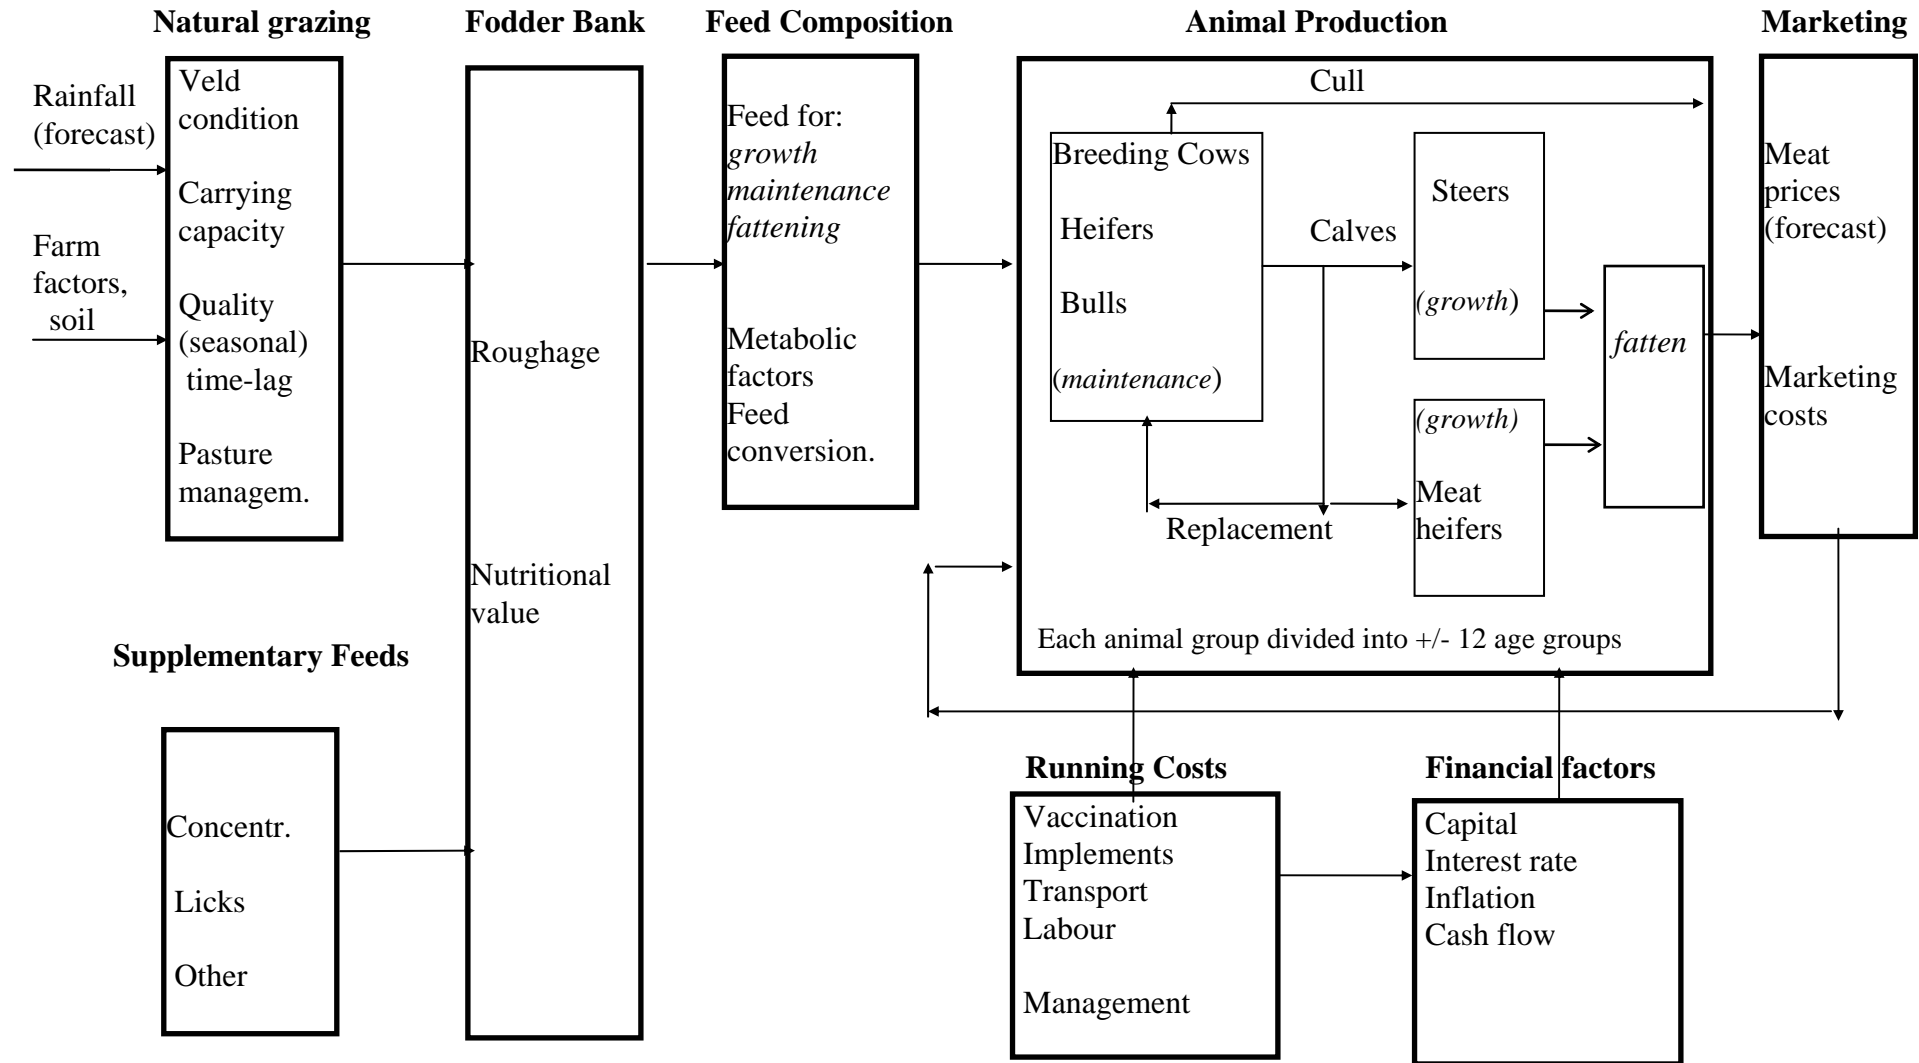 Natural grazing
Fodder Bank
Feed Composition
Animal Production
Marketing
Rainfall
(forecast)
Farm
factors,
soil
Veld
condition
Carrying
capacity
Quality
(seasonal)
time-lag
Pasture
managem.
Supplementary Feeds
Concentr.
Licks
Other
Roughage
Nutritional
value
Feed for:
growth
maintenance
fattening
Metabolic
factors
Feed
conversion.
Cull
Breeding Cows
Heifers
Bulls
(maintenance)
Calves
Replacement
Steers
(growth)
(growth)
Meat
heifers
fatten
Each animal group divided into +/- 12 age groups
Meat
prices
(forecast)
Marketing
costs
Running Costs
Vaccination
Implements
Transport
Labour
Management
Financial factors
Capital
Interest rate
Inflation
Cash flow